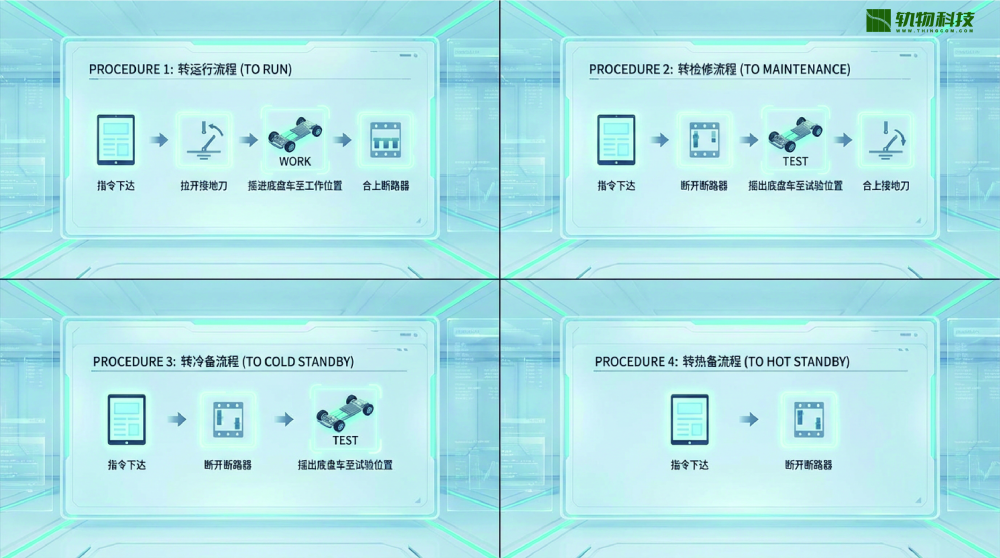 轨物科技
WWW.THINGCOM.COM
PROCEDURE 1: 转运行流程 (TO RUN)
WORK
指令下达
拉开接地刀
摇进底盘车至工作位置
合上断路器
PROCEDURE 2: 转检修流程 (TO MAINTENANCE)
TEST
指令下达
断开断路器
摇出底盘车至试验位置
合上接地刀
PROCEDURE 3: 转冷备流程 (TO COLD STANDBY)
TEST
指令下达
断开断路器
摇出底盘车至试验位置
PROCEDURE 4: 转热备流程 (TO HOT STANDBY)
指令下达
断开断路器